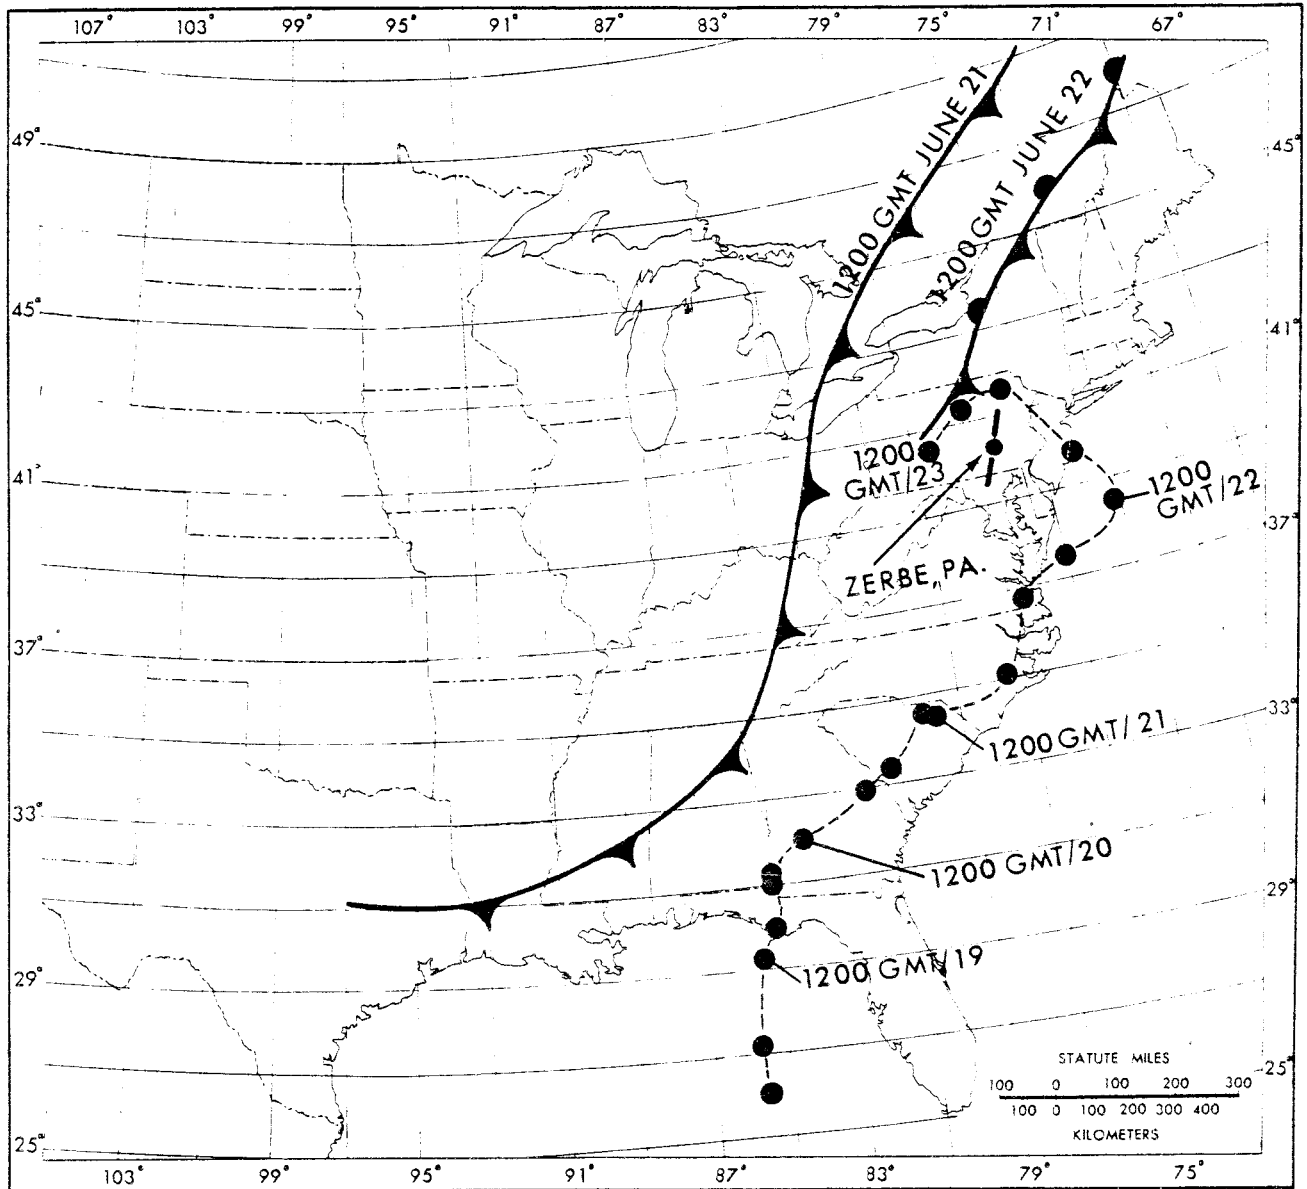 107° 103° 99° 95° 91° 87° 83° 79° 75° 71° 67°
1200 GMT JUNE 21
1200 GMT JUNE 22
49°
45°
45°
41°
1200
GMT/23
1200
GMT/22
41°
37°
ZERBE, PA.
37°
33°
1200 GMT/21
33°
1200 GMT/20
29°
1200 GMT/19
29°
STATUTE MILES
25°
100 0 100 200 300
100 0 100 200 300 400
KILOMETERS
25°
103° 99° 95° 91° 87° 83° 79° 75°